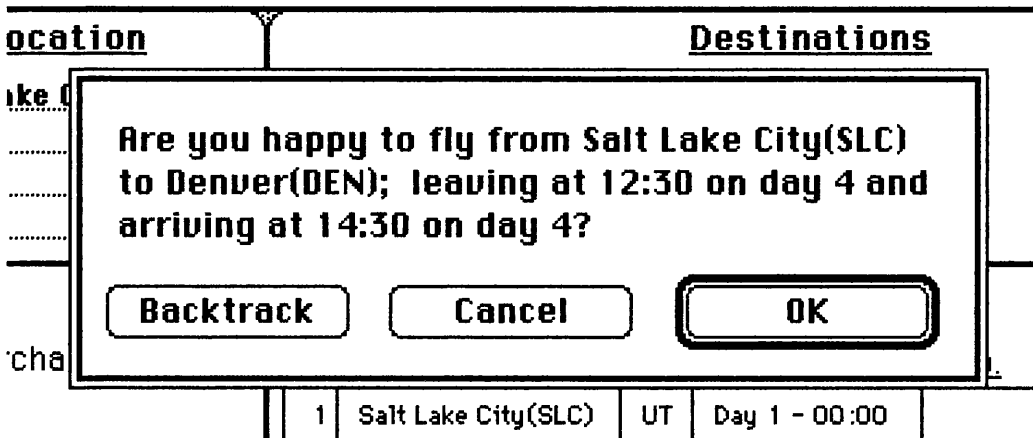 ocation
Destinations
ake C
Are you happy to fly from Salt Lake City(SLC)
to Denver(DEN); leaving at 12:30 on day 4 and
arriving at 14:30 on day 4?
Backtrack
Cancel
OK
rcha
1 Salt Lake City(SLC) UT Day 1 - 00:00